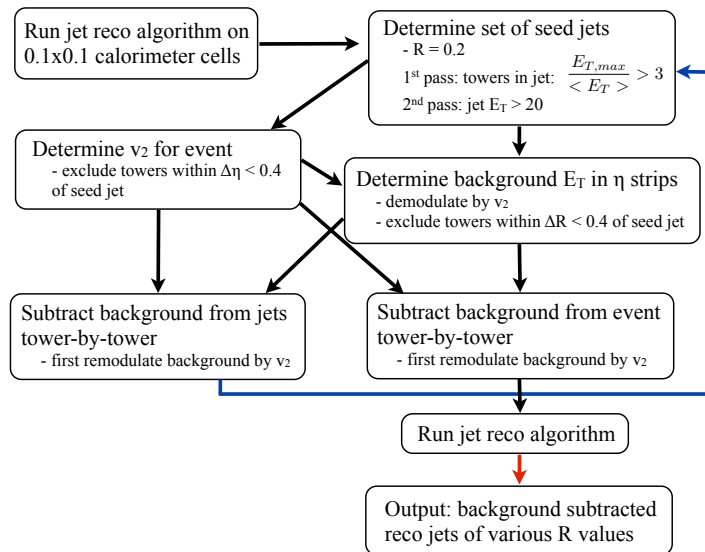 Run jet reco algorithm on
0.1x0.1 calorimeter cells
Determine set of seed jets
- R = 0.2
1st pass: towers in jet: E_{T,max} / < E_T > > 3
2nd pass: jet E_T > 20
Determine v₂ for event
- exclude towers within Δη < 0.4
of seed jet
Determine background E_T in η strips
- demodulate by v₂
- exclude towers within ΔR < 0.4 of seed jet
Subtract background from jets
tower-by-tower
- first remodulate background by v₂
Subtract background from event
tower-by-tower
- first remodulate background by v₂
Run jet reco algorithm
Output: background subtracted
reco jets of various R values